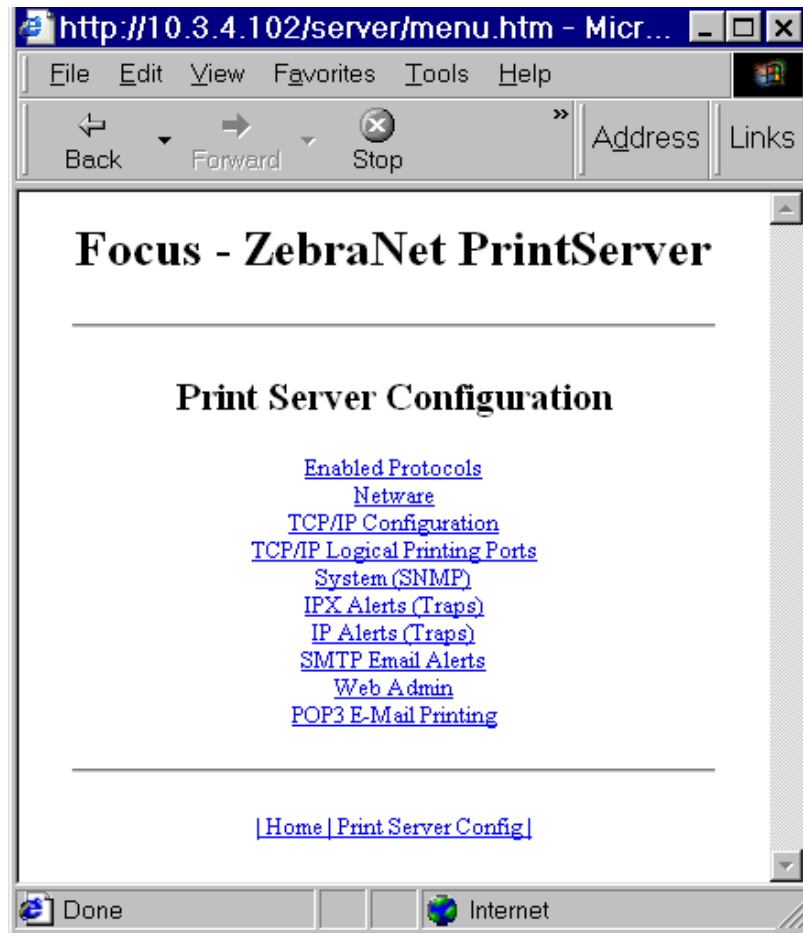 http://10.3.4.102/server/menu.htm - Micr...
File Edit View Favorites Tools Help
Back Forward Stop » Address Links
Focus - ZebraNet PrintServer
Print Server Configuration
Enabled Protocols
Netware
TCP/IP Configuration
TCP/IP Logical Printing Ports
System (SNMP)
IPX Alerts (Traps)
IP Alerts (Traps)
SMTP Email Alerts
Web Admin
POP3 E-Mail Printing
| Home | Print Server Config |
Done Internet